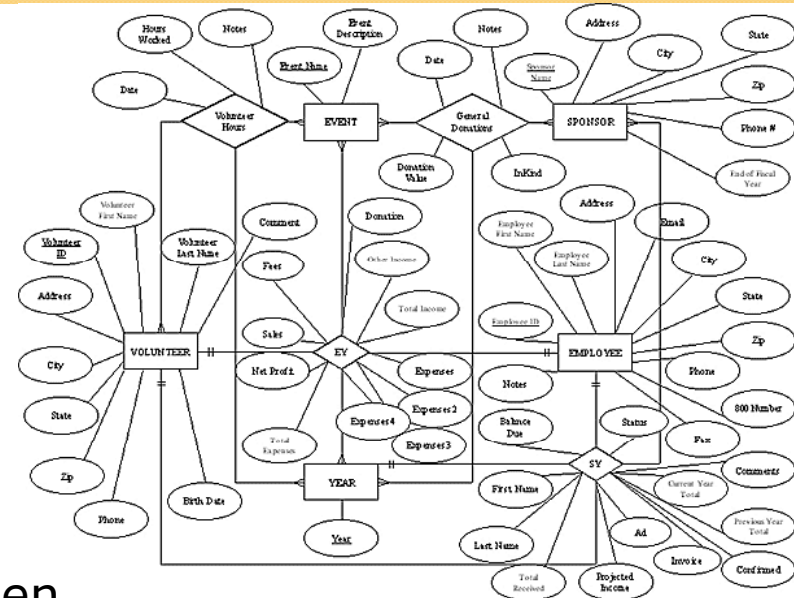 Hours
Worked
Notes
Event
Description
Notes
Address
State
City
Date
Event Name
Date
Sponsor
Name
Zip
Volunteer
Hours
EVENT
General
Donations
SPONSOR
Phone #
Donation
Value
InKind
End of Fiscal
Year
Volunteer
First Name
Comment
Donation
Employee
First Name
Address
Email
Volunteer
ID
Volunteer
Last Name
Fees
Other Income
Employee
Last Name
City
Address
Total Income
Employee ID
State
Sales
VOLUNTEER
EY
EMPLOYEE
Zip
City
Net Profit
Expenses
Notes
Phone
State
Expenses4
Expenses2
Balance
Due
Status
800 Number
Total
Expenses
Expenses3
Fax
Zip
YEAR
SY
Comments
Birth Date
First Name
Current Year
Total
Phone
Year
Last Name
Ad
Previous Year
Total
Total
Received
Projected
Income
Invoice
Confirmed
en